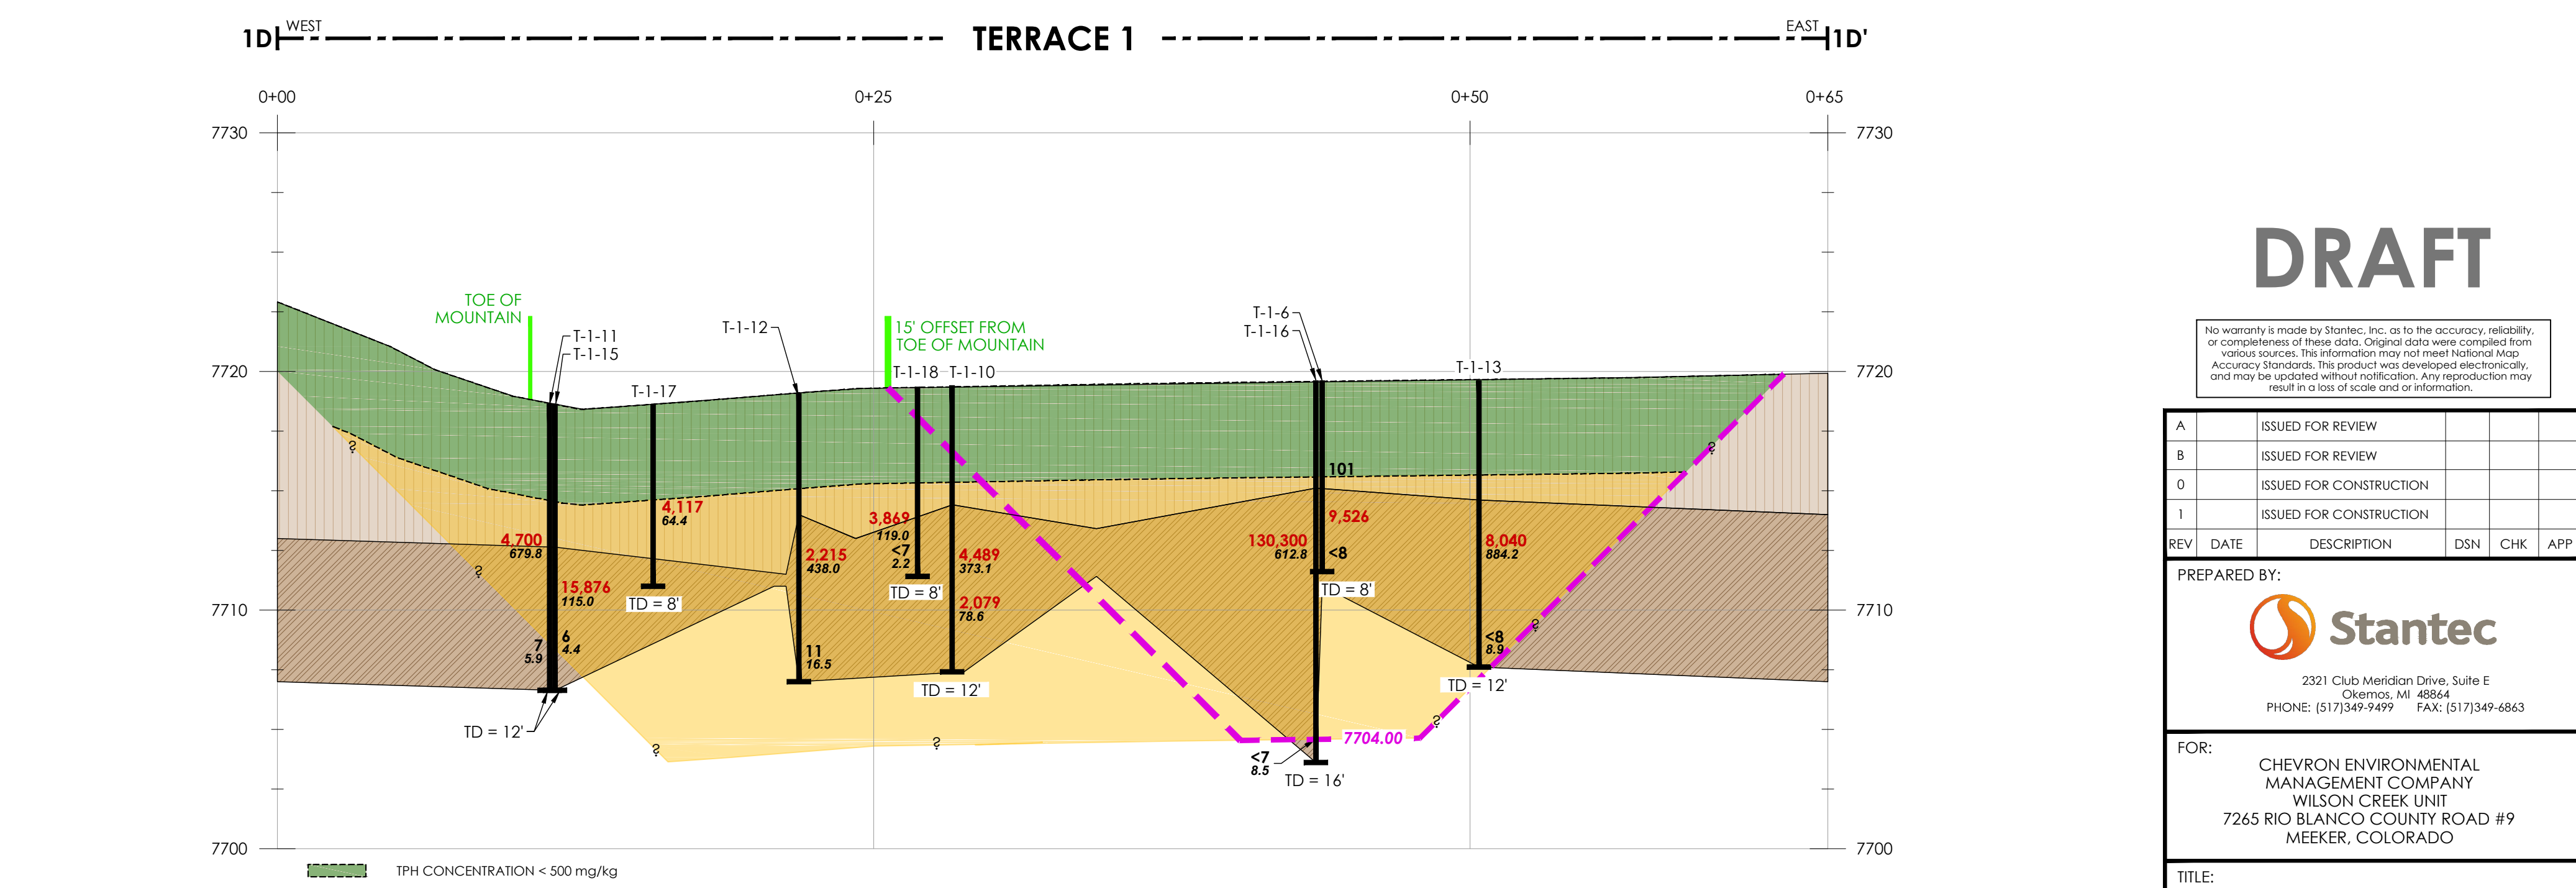 1D WEST TERRACE 1 EAST 1D'
0+00 0+25 0+50 0+65
7730 7730
TOE OF
MOUNTAIN
T-1-11
T-1-15
T-1-17
T-1-12
15' OFFSET FROM
TOE OF MOUNTAIN
T-1-18 T-1-10
T-1-6
T-1-16
T-1-13
7720 7720
?
?
?
?
?
?
?
4,700
679.8
15,876
115.0
7
5.9
6
4.4
TD = 12'
4,117
64.4
TD = 8'
2,215
438.0
11
16.5
3,869
119.0
<7
2.2
TD = 8'
4,489
373.1
2,079
78.6
TD = 12'
101
9,526
130,300
612.8
<8
TD = 8'
<7
8.5
TD = 16'
8,040
884.2
<8
8.9
TD = 12'
7704.00
7710 7710
7700 7700
TPH CONCENTRATION < 500 mg/kg
DRAFT
No warranty is made by Stantec, Inc. as to the accuracy, reliability,
or completeness of these data. Original data were compiled from
various sources. This information may not meet National Map
Accuracy Standards. This product was developed electronically,
and may be updated without notification. Any reproduction may
result in a loss of scale and or information.
A ISSUED FOR REVIEW
B ISSUED FOR REVIEW
0 ISSUED FOR CONSTRUCTION
1 ISSUED FOR CONSTRUCTION
REV DATE DESCRIPTION DSN CHK APP
PREPARED BY:
Stantec
2321 Club Meridian Drive, Suite E
Okemos, MI 48864
PHONE: (517)349-9499 FAX: (517)349-6863
FOR:
CHEVRON ENVIRONMENTAL
MANAGEMENT COMPANY
WILSON CREEK UNIT
7265 RIO BLANCO COUNTY ROAD #9
MEEKER, COLORADO
TITLE: